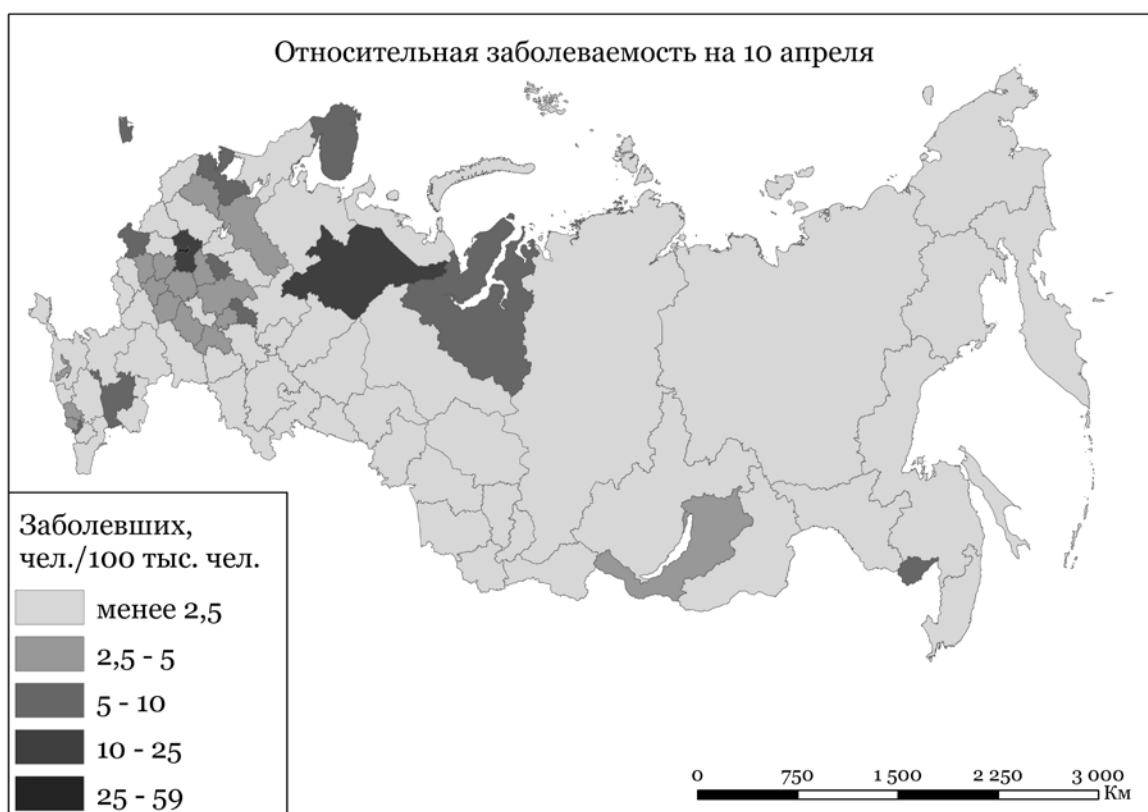 Относительная заболеваемость на 10 апреля
Заболевших,
чел./100 тыс. чел.
менее 2,5
2,5 - 5
5 - 10
10 - 25
25 - 59
0 750 1 500 2 250 3 000
Км